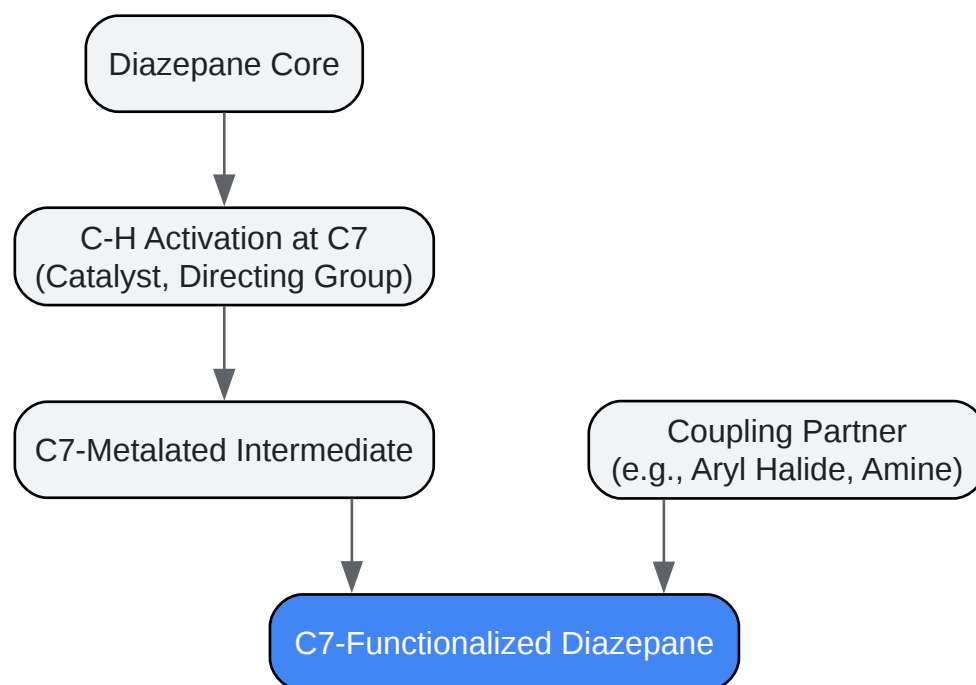 Diazepane Core
C-H Activation at C7
(Catalyst, Directing Group)
C7-Metalated Intermediate
Coupling Partner
(e.g., Aryl Halide, Amine)
C7-Functionalized Diazepane